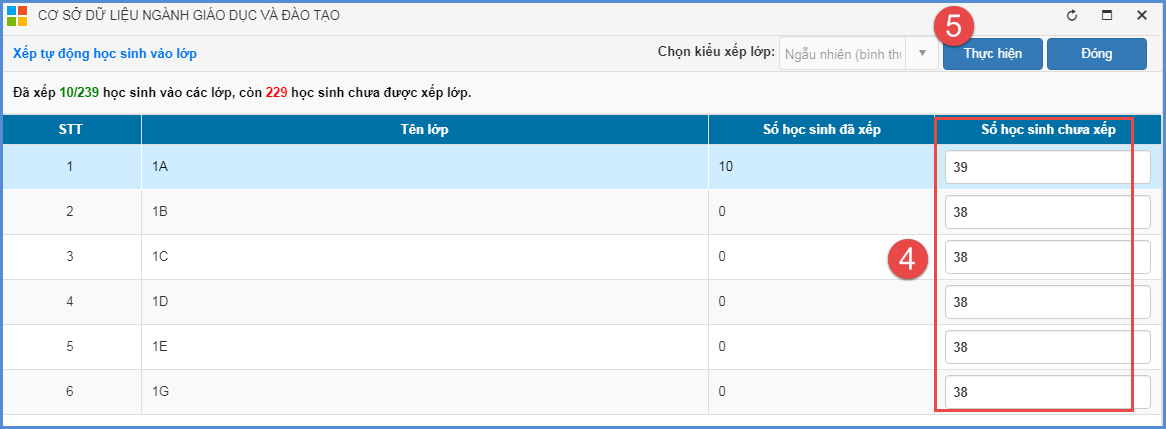 CƠ SỞ DỮ LIỆU NGÀNH GIÁO DỤC VÀ ĐÀO TẠO
5
Xếp tự động học sinh vào lớp Chọn kiểu xếp lớp: Ngẫu nhiên (bình thư Thực hiện Đóng
Đã xếp 10/239 học sinh vào các lớp, còn 229 học sinh chưa được xếp lớp.
STT Tên lớp Số học sinh đã xếp Số học sinh chưa xếp
1 1A 10 39
2 1B 0 38
3 1C 0 38
4
4 1D 0 38
5 1E 0 38
6 1G 0 38